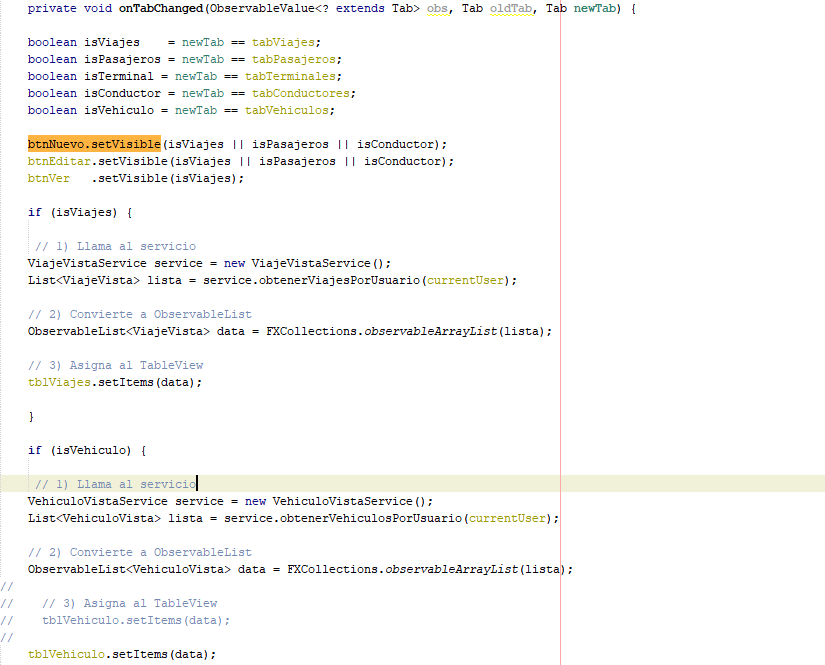 private void onTabChanged(ObservableValue<? extends Tab> obs, Tab oldTab, Tab newTab) {
boolean isViajes    = newTab == tabViajes;
boolean isPasajeros = newTab == tabPasajeros;
boolean isTerminal = newTab == tabTerminales;
boolean isConductor = newTab == tabConductores;
boolean isVehiculo = newTab == tabVehiculos;
btnNuevo.setVisible(isViajes || isPasajeros || isConductor);
btnEditar.setVisible(isViajes || isPasajeros || isConductor);
btnVer   .setVisible(isViajes);
if (isViajes) {
// 1) Llama al servicio
ViajeVistaService service = new ViajeVistaService();
List<ViajeVista> lista = service.obtenerViajesPorUsuario(currentUser);
// 2) Convierte a ObservableList
ObservableList<ViajeVista> data = FXCollections.observableArrayList(lista);
// 3) Asigna al TableView
tblViajes.setItems(data);
}
if (isVehiculo) {
// 1) Llama al servicio
VehiculoVistaService service = new VehiculoVistaService();
List<VehiculoVista> lista = service.obtenerVehiculosPorUsuario(currentUser);
// 2) Convierte a ObservableList
ObservableList<VehiculoVista> data = FXCollections.observableArrayList(lista);
//
//    // 3) Asigna al TableView
//    tblVehiculo.setItems(data);
//
tblVehiculo.setItems(data);